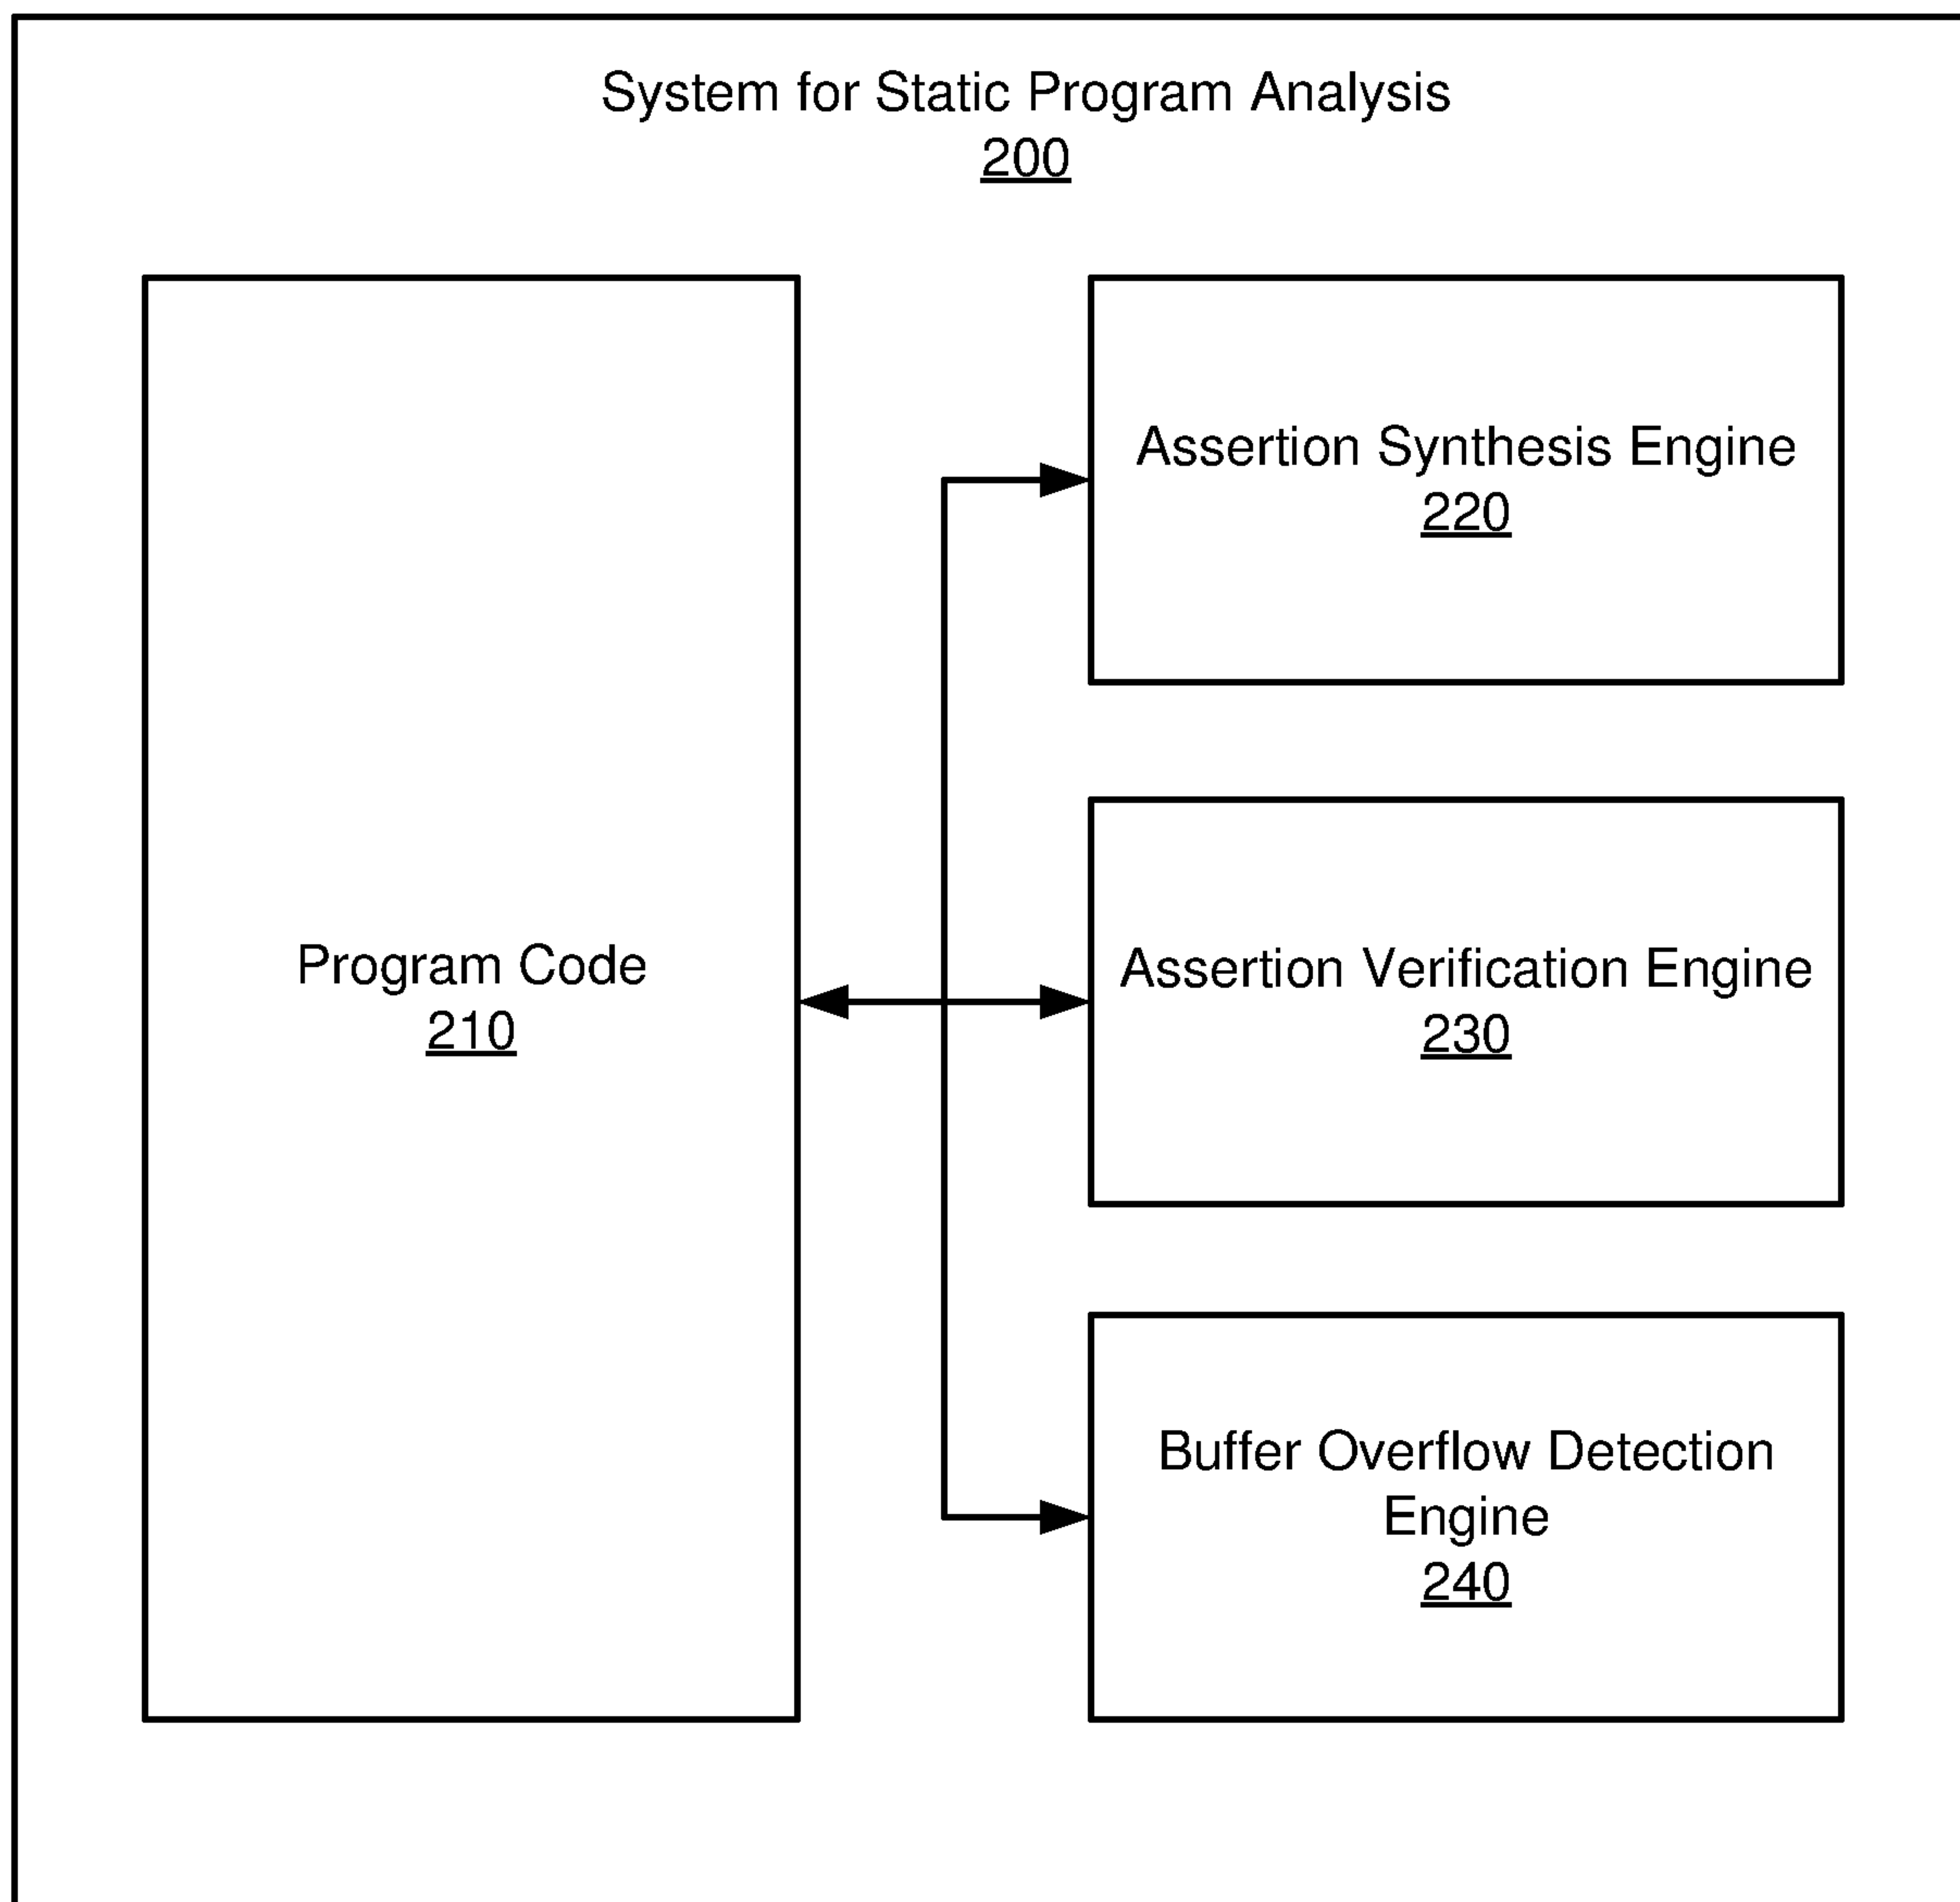 System for Static Program Analysis
200
Program Code
210
Assertion Synthesis Engine
220
Assertion Verification Engine
230
Buffer Overflow Detection
Engine
240